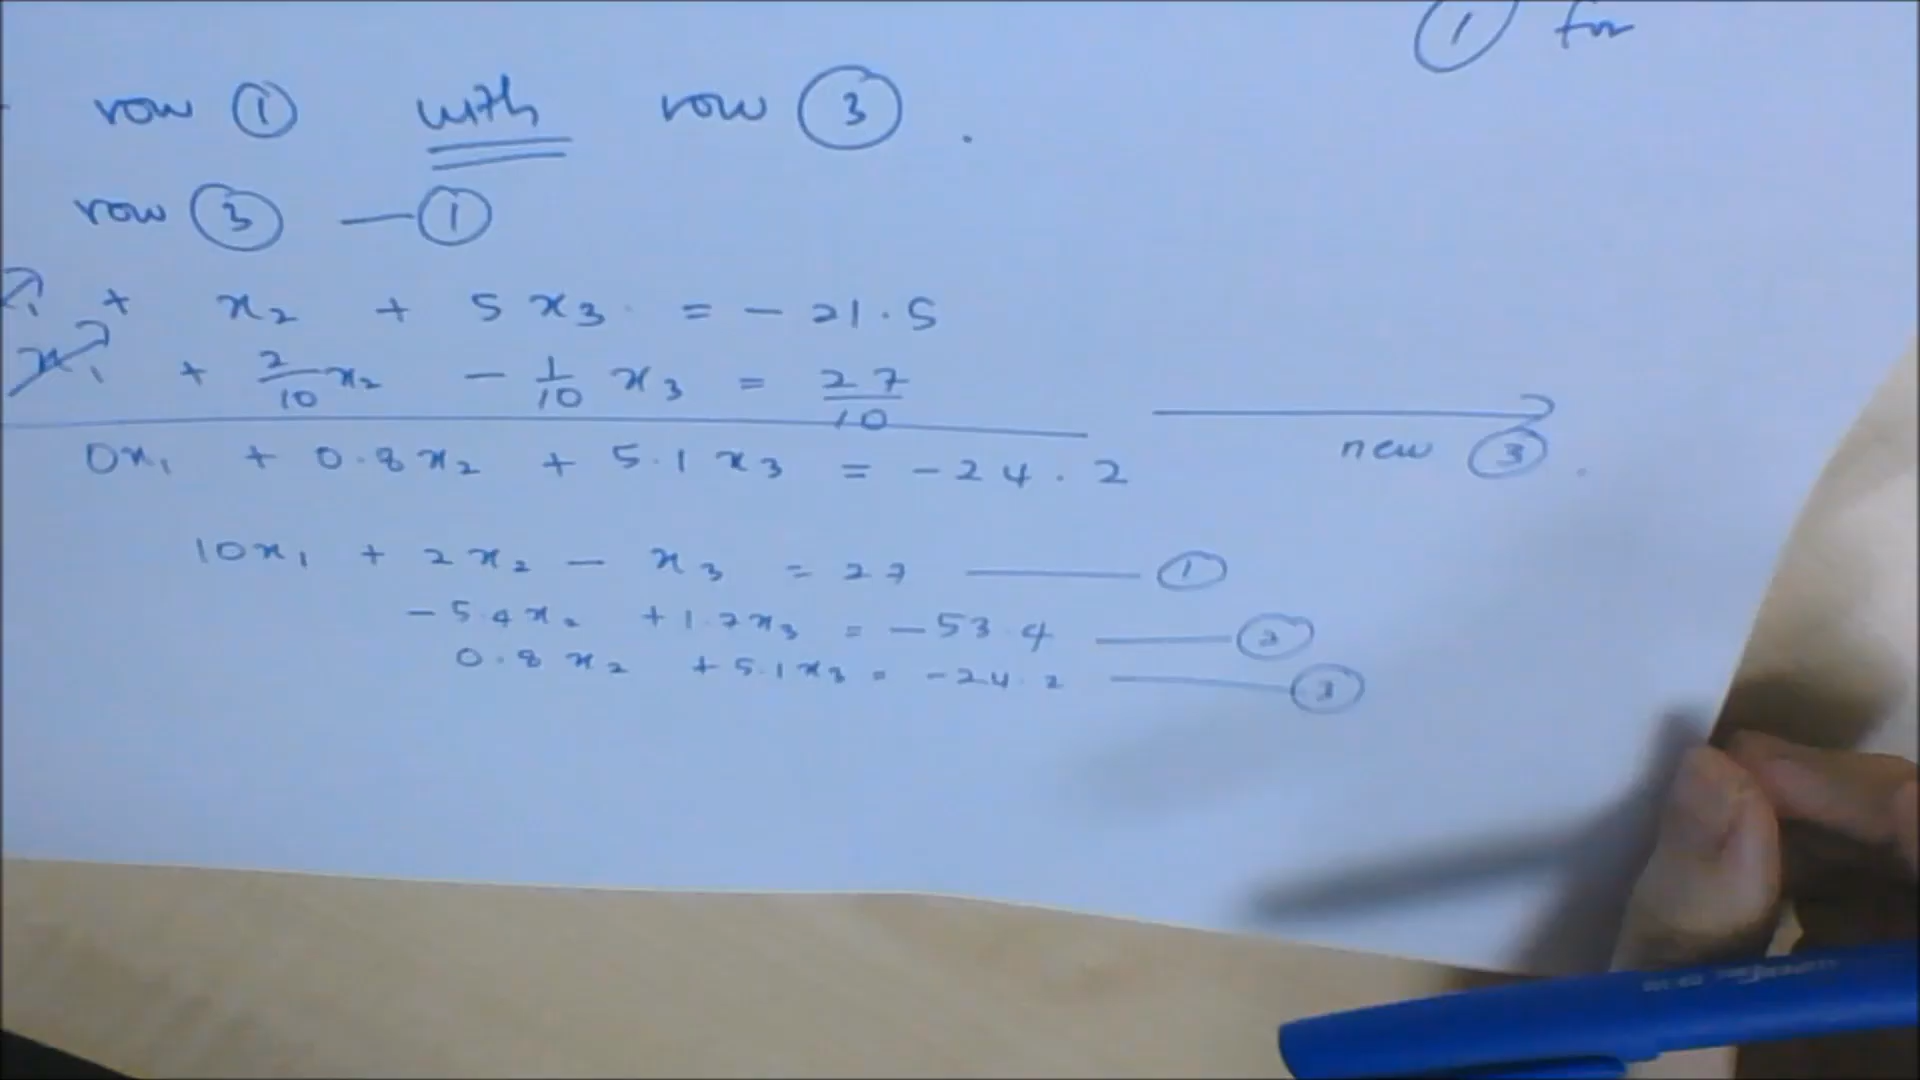 ① for
row ① with row ③ .
row ③ — ①
x₁ + x₂ + 5x₃ = -21.5
x₁ + 2/10 x₂ - 1/10 x₃ = 27/10
0x₁ + 0.8x₂ + 5.1x₃ = -24.2 → new ③ .
10x₁ + 2x₂ - x₃ = 27 — ①
-5.4x₂ + 1.7x₃ = -53.4 — ②
0.8x₂ + 5.1x₃ = -24.2 — ③